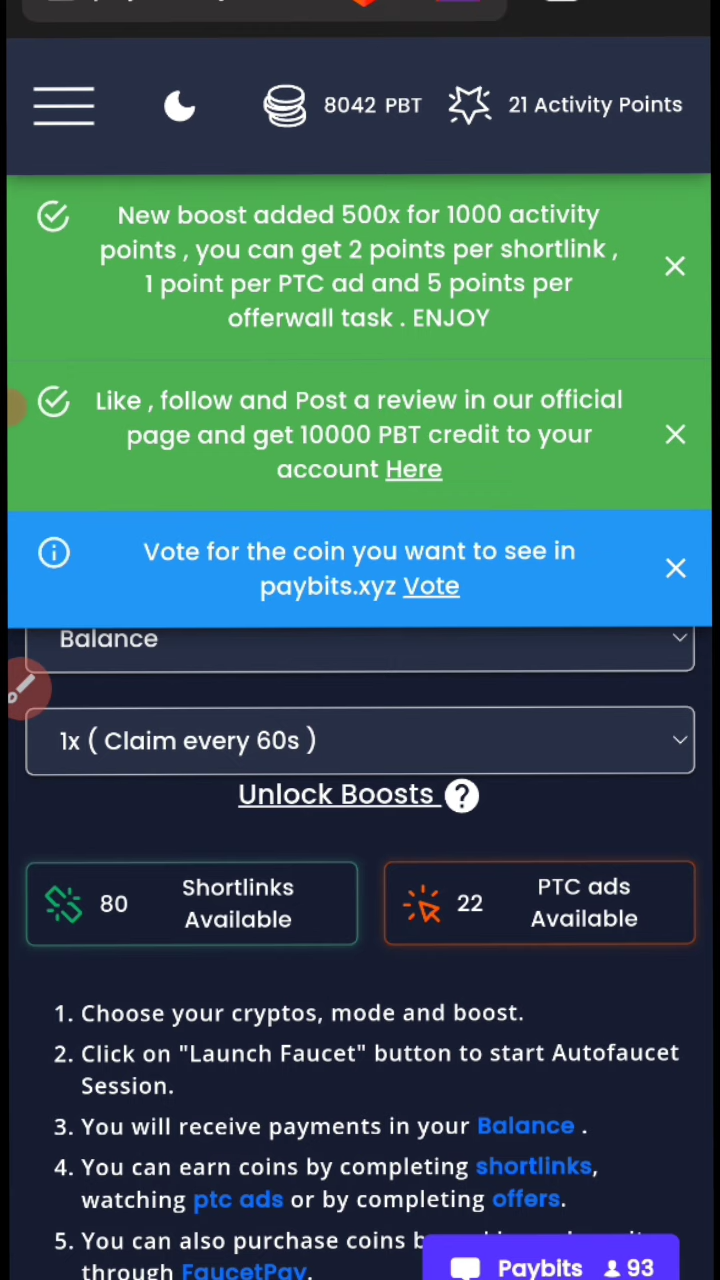 8042 PBT
21 Activity Points
New boost added 500x for 1000 activity
points , you can get 2 points per shortlink ,
1 point per PTC ad and 5 points per
offerwall task . ENJOY
Like , follow and Post a review in our official
page and get 10000 PBT credit to your
account Here
Vote for the coin you want to see in
paybits.xyz Vote
Balance
1x ( Claim every 60s )
Unlock Boosts ?
80 Shortlinks
Available
22 PTC ads
Available
1. Choose your cryptos, mode and boost.
2. Click on "Launch Faucet" button to start Autofaucet
Session.
3. You will receive payments in your Balance .
4. You can earn coins by completing shortlinks,
watching ptc ads or by completing offers.
5. You can also purchase coins
through FaucetPay.
Paybits 93